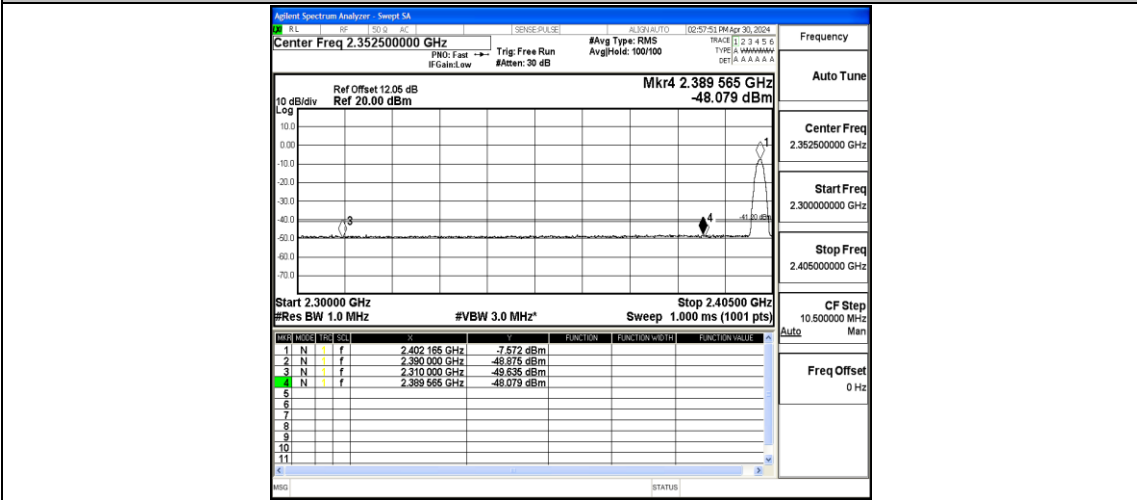 Agilent Spectrum Analyzer - Swept SA
RL RF 50 Ω AC SENSE:PULSE ALIGN AUTO 02:57:51 PM Apr 30, 2024
Center Freq 2.352500000 GHz
PNO: Fast
IFGain:Low
Trig: Free Run
#Atten: 30 dB
#Avg Type: RMS
Avg|Hold: 100/100
TRACE 1 2 3 4 5 6
TYPE A WWWWW
DET A A A A A A
Frequency
Auto Tune
Center Freq
2.352500000 GHz
Start Freq
2.300000000 GHz
Stop Freq
2.405000000 GHz
CF Step
10.500000 MHz
Auto Man
Freq Offset
0 Hz
Mkr4 2.389 565 GHz
-48.079 dBm
Ref Offset 12.05 dB
10 dB/div Ref 20.00 dBm
Log
10.0
0.00
-10.0
-20.0
-30.0
-40.0
-50.0
-60.0
-70.0
1
3
4
-41.20 dBm
Start 2.30000 GHz Stop 2.40500 GHz
#Res BW 1.0 MHz #VBW 3.0 MHz* Sweep 1.000 ms (1001 pts)
MKR MODE TRC SCL X Y FUNCTION FUNCTION WIDTH FUNCTION VALUE
1 N 1 f 2.402 165 GHz -7.572 dBm
2 N 1 f 2.390 000 GHz -48.875 dBm
3 N 1 f 2.310 000 GHz -49.635 dBm
4 N 1 f 2.389 565 GHz -48.079 dBm
5
6
7
8
9
10
11
MSG STATUS